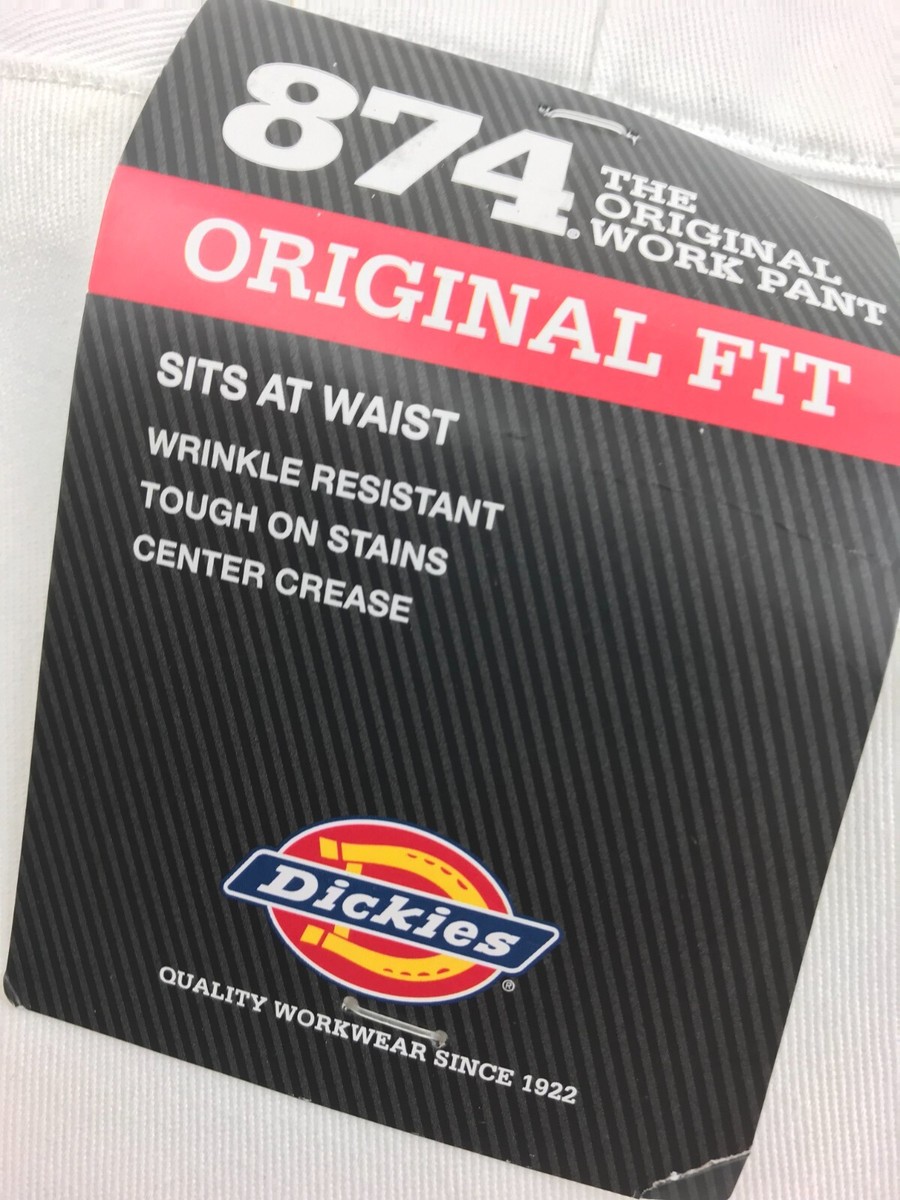 874.
THE
ORIGINAL
WORK PANT
ORIGINAL FIT
SITS AT WAIST
WRINKLE RESISTANT
TOUGH ON STAINS
CENTER CREASE
Dickies
®
QUALITY WORKWEAR SINCE 1922